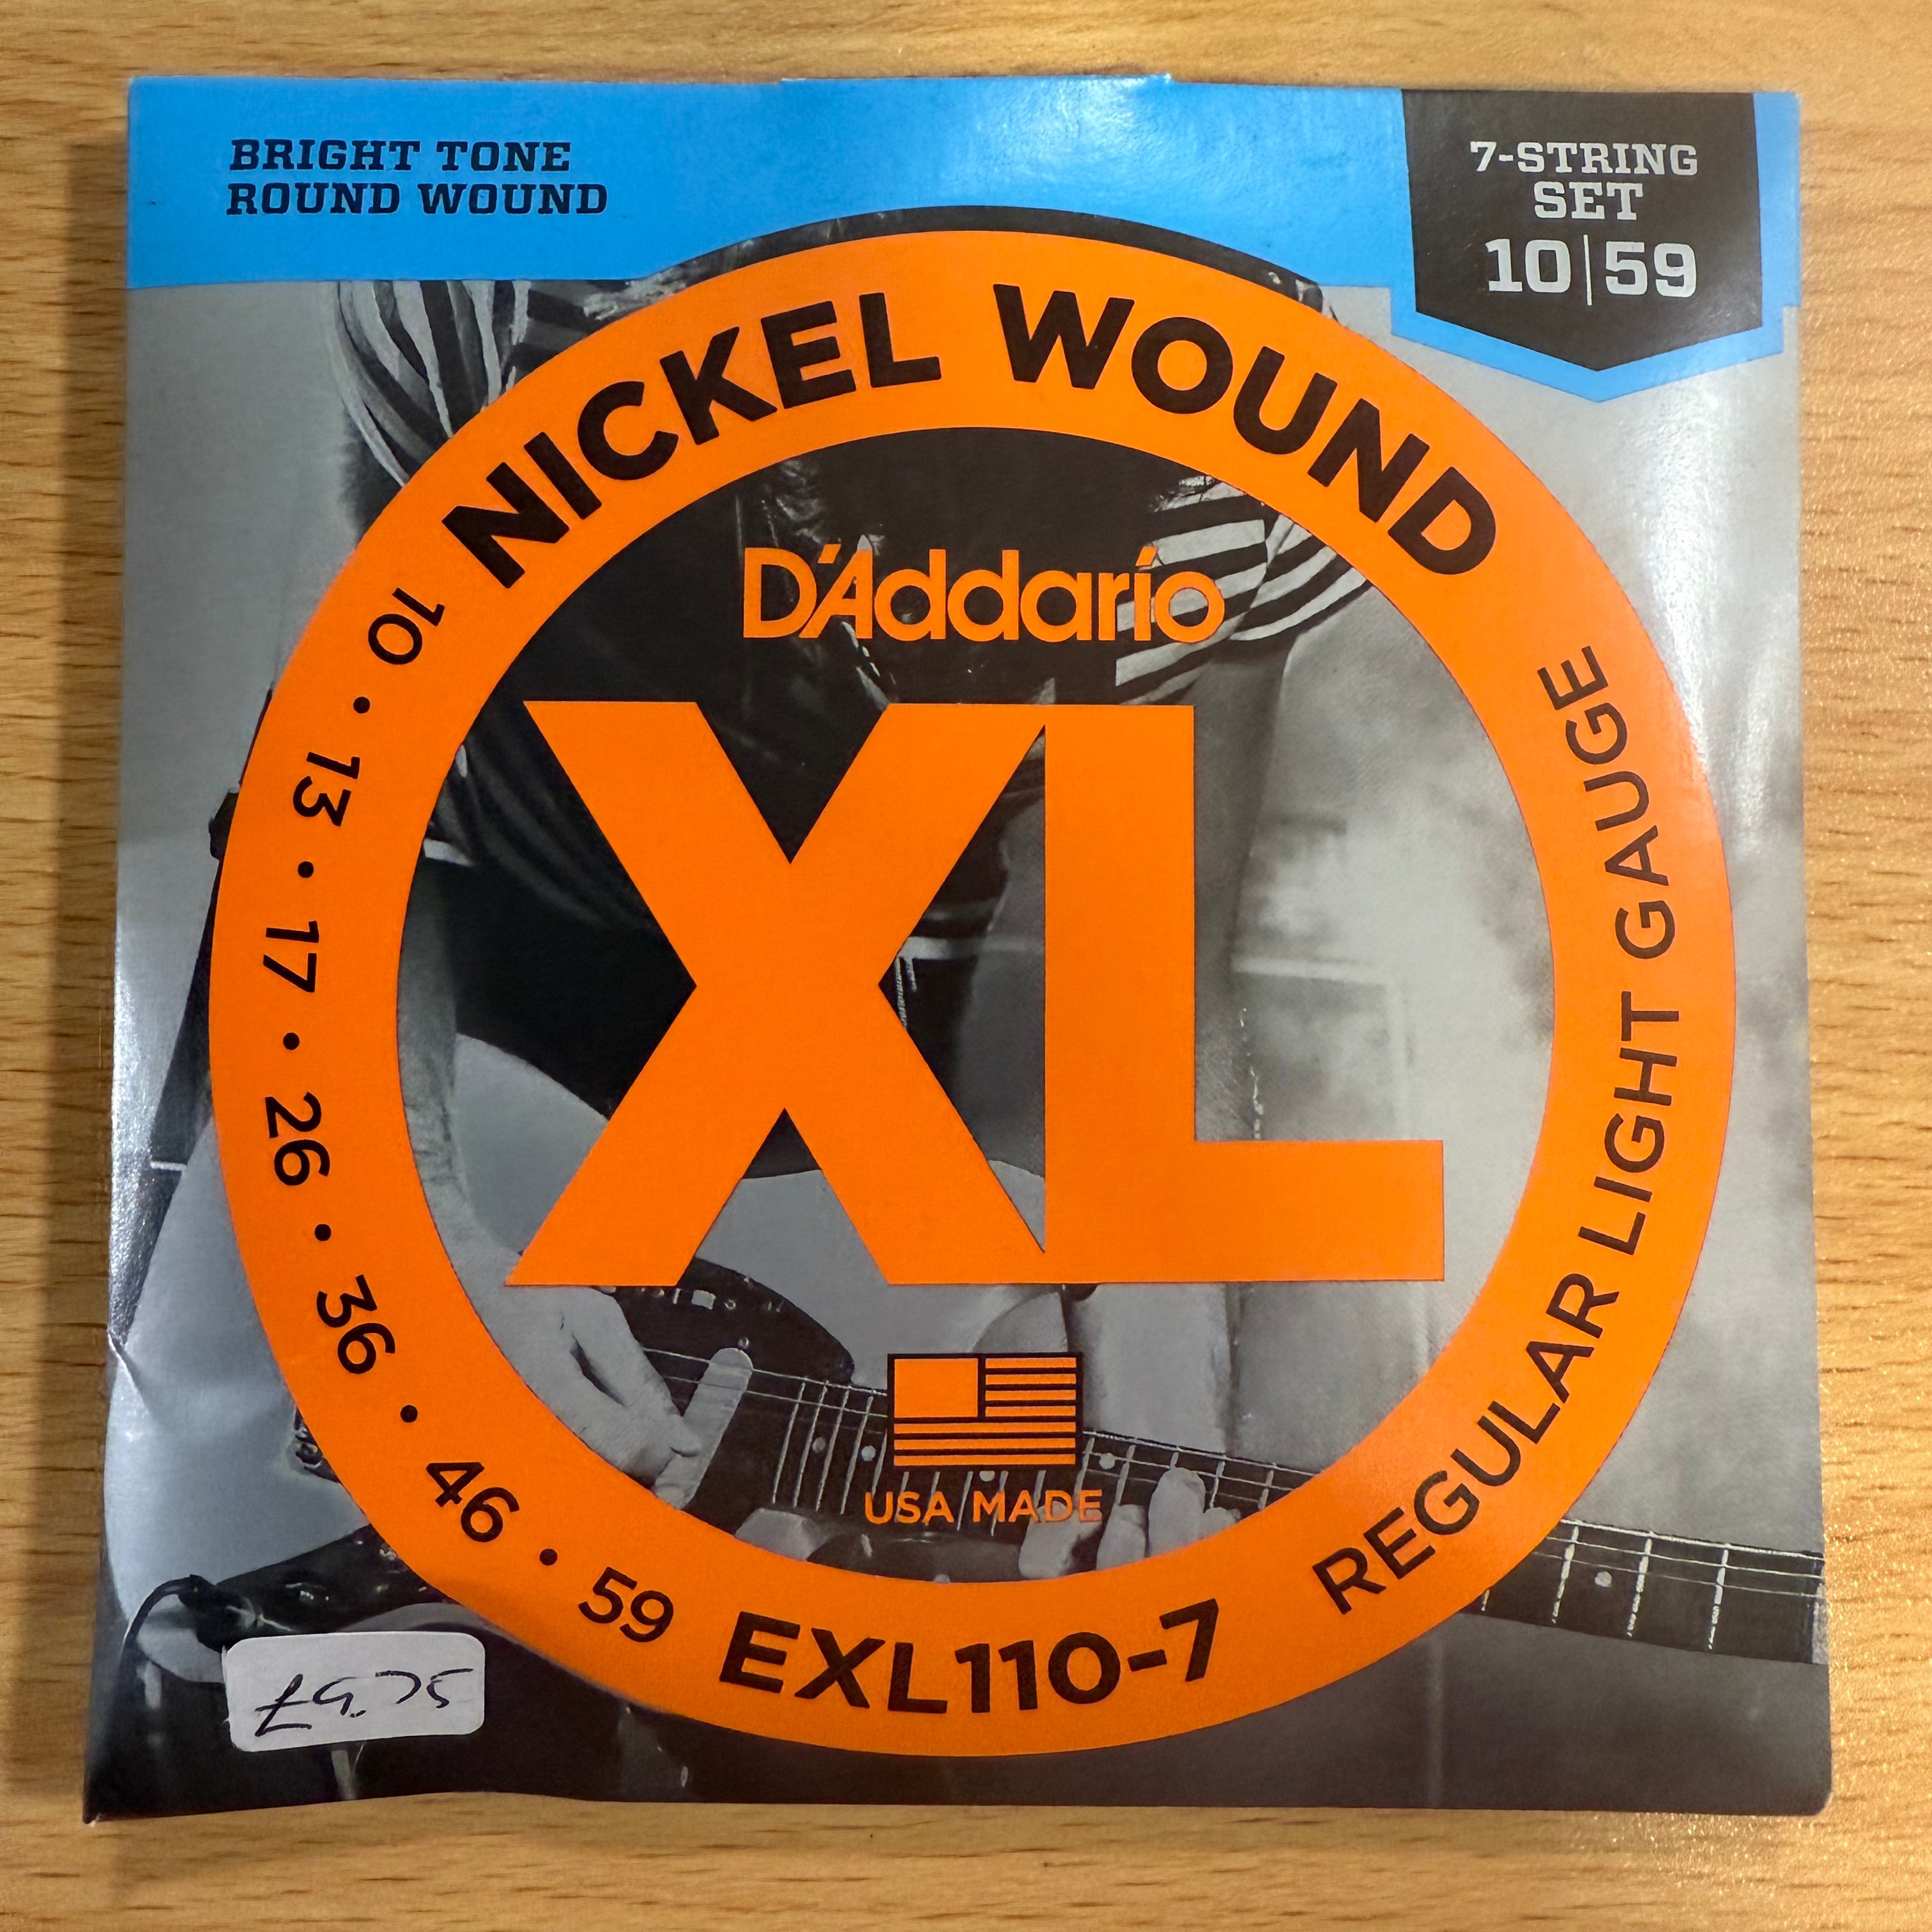 BRIGHT TONE
ROUND WOUND
7-STRING
SET
10|59
NICKEL WOUND
D'Addario
XL
USA MADE
10 • 13 • 17 • 26 • 36 • 46 • 59
EXL110-7
REGULAR LIGHT GAUGE
£9.75